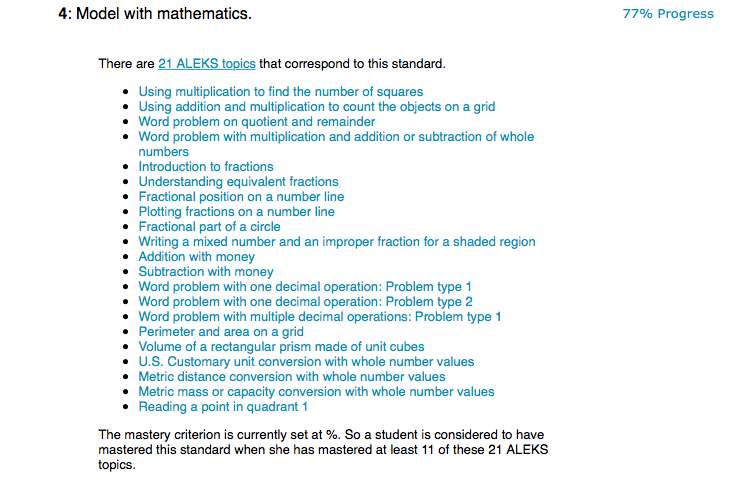 4: Model with mathematics.
77% Progress
There are 21 ALEKS topics that correspond to this standard.
• Using multiplication to find the number of squares
• Using addition and multiplication to count the objects on a grid
• Word problem on quotient and remainder
• Word problem with multiplication and addition or subtraction of whole
numbers
• Introduction to fractions
• Understanding equivalent fractions
• Fractional position on a number line
• Plotting fractions on a number line
• Fractional part of a circle
• Writing a mixed number and an improper fraction for a shaded region
• Addition with money
• Subtraction with money
• Word problem with one decimal operation: Problem type 1
• Word problem with one decimal operation: Problem type 2
• Word problem with multiple decimal operations: Problem type 1
• Perimeter and area on a grid
• Volume of a rectangular prism made of unit cubes
• U.S. Customary unit conversion with whole number values
• Metric distance conversion with whole number values
• Metric mass or capacity conversion with whole number values
• Reading a point in quadrant 1
The mastery criterion is currently set at %. So a student is considered to have
mastered this standard when she has mastered at least 11 of these 21 ALEKS
topics.